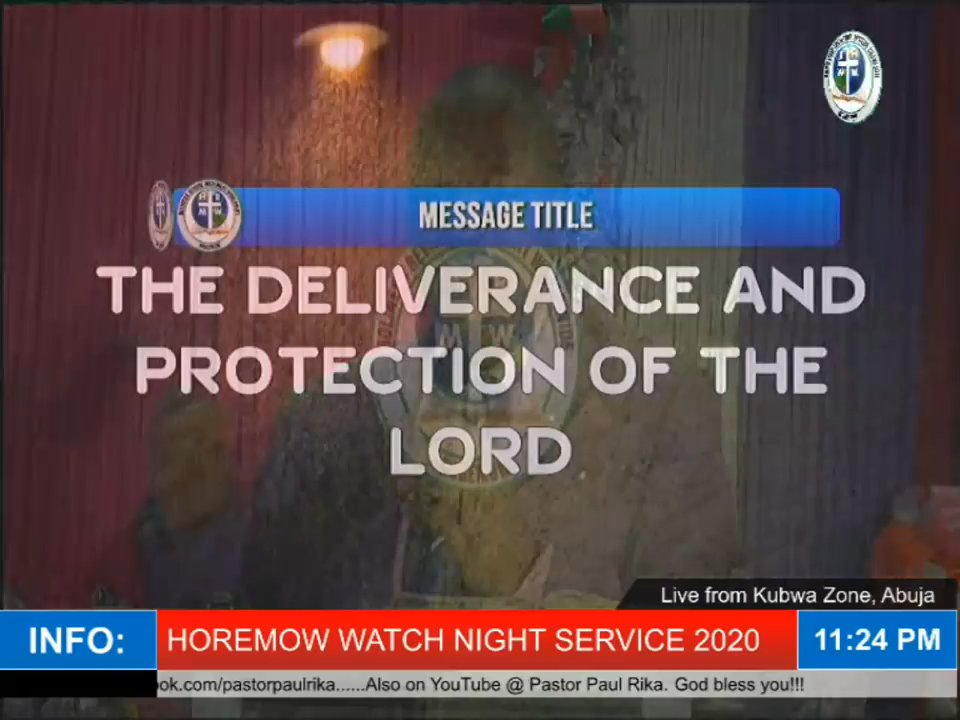 MESSAGE TITLE
THE DELIVERANCE AND
PROTECTION OF THE
LORD
Live from Kubwa Zone, Abuja
INFO:
HOREMOW WATCH NIGHT SERVICE 2020
11:24 PM
ok.com/pastorpaulrika......Also on YouTube @ Pastor Paul Rika. God bless you!!!